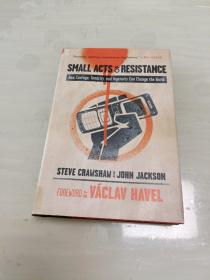 SMALL ACTS OF RESISTANCE
How Courage, Tenacity, and Ingenuity Can Change the World
STEVE CRAWSHAW & JOHN JACKSON
FOREWORD BY VÁCLAV HAVEL